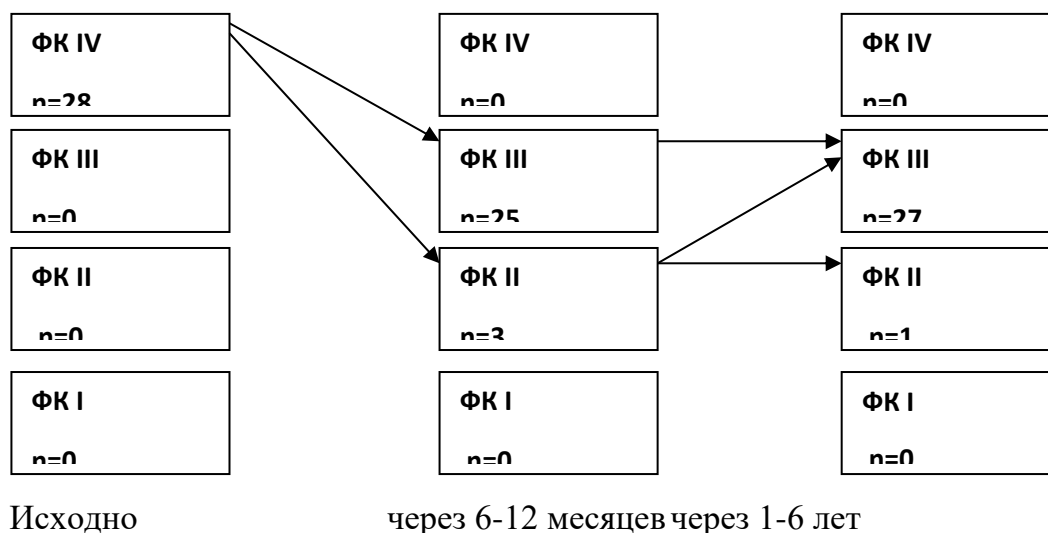 ФК IV
n=28
ФК III
n=0
ФК II
n=0
ФК I
n=0
ФК IV
n=0
ФК III
n=25
ФК II
n=3
ФК I
n=0
ФК IV
n=0
ФК III
n=27
ФК II
n=1
ФК I
n=0
Исходно через 6-12 месяцев через 1-6 лет